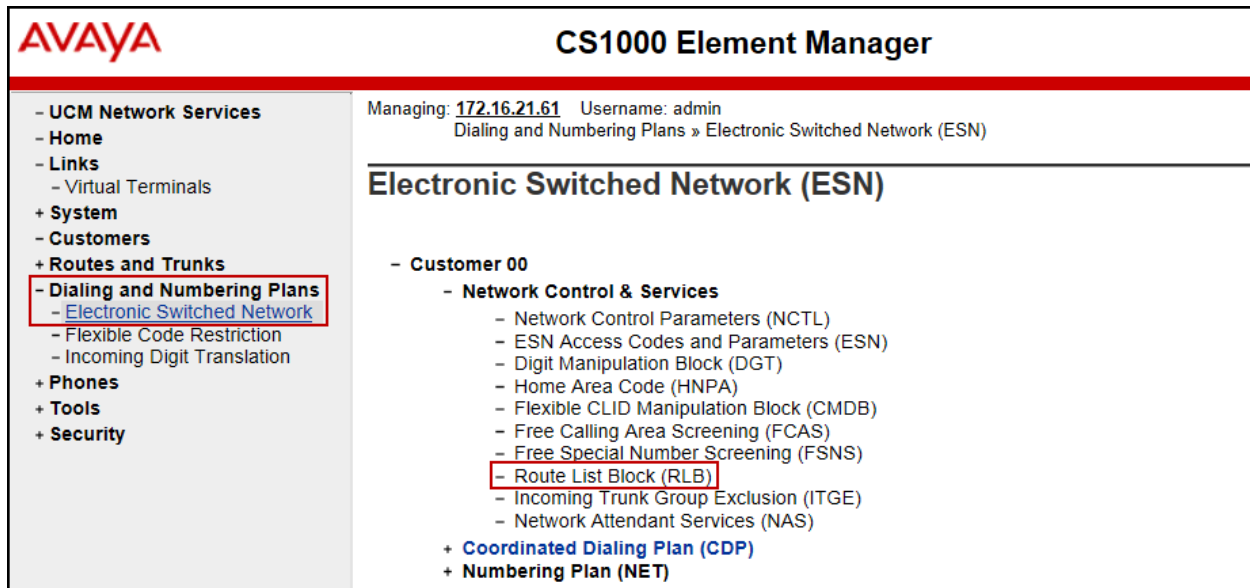 AVAYA
CS1000 Element Manager
– UCM Network Services
– Home
– Links
– Virtual Terminals
+ System
– Customers
+ Routes and Trunks
– Dialing and Numbering Plans
– Electronic Switched Network
– Flexible Code Restriction
– Incoming Digit Translation
+ Phones
+ Tools
+ Security
Managing: 172.16.21.61 Username: admin
Dialing and Numbering Plans » Electronic Switched Network (ESN)
Electronic Switched Network (ESN)
– Customer 00
– Network Control & Services
– Network Control Parameters (NCTL)
– ESN Access Codes and Parameters (ESN)
– Digit Manipulation Block (DGT)
– Home Area Code (HNPA)
– Flexible CLID Manipulation Block (CMDB)
– Free Calling Area Screening (FCAS)
– Free Special Number Screening (FSNS)
– Route List Block (RLB)
– Incoming Trunk Group Exclusion (ITGE)
– Network Attendant Services (NAS)
+ Coordinated Dialing Plan (CDP)
+ Numbering Plan (NET)